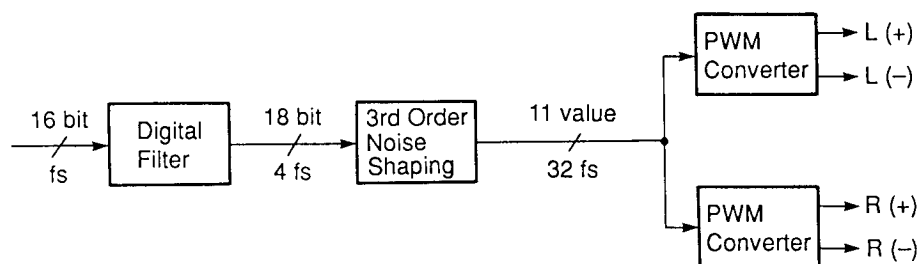 16 bit
fs
Digital
Filter
18 bit
4 fs
3rd Order
Noise
Shaping
11 value
32 fs
PWM
Converter
L (+)
L (–)
PWM
Converter
R (+)
R (–)